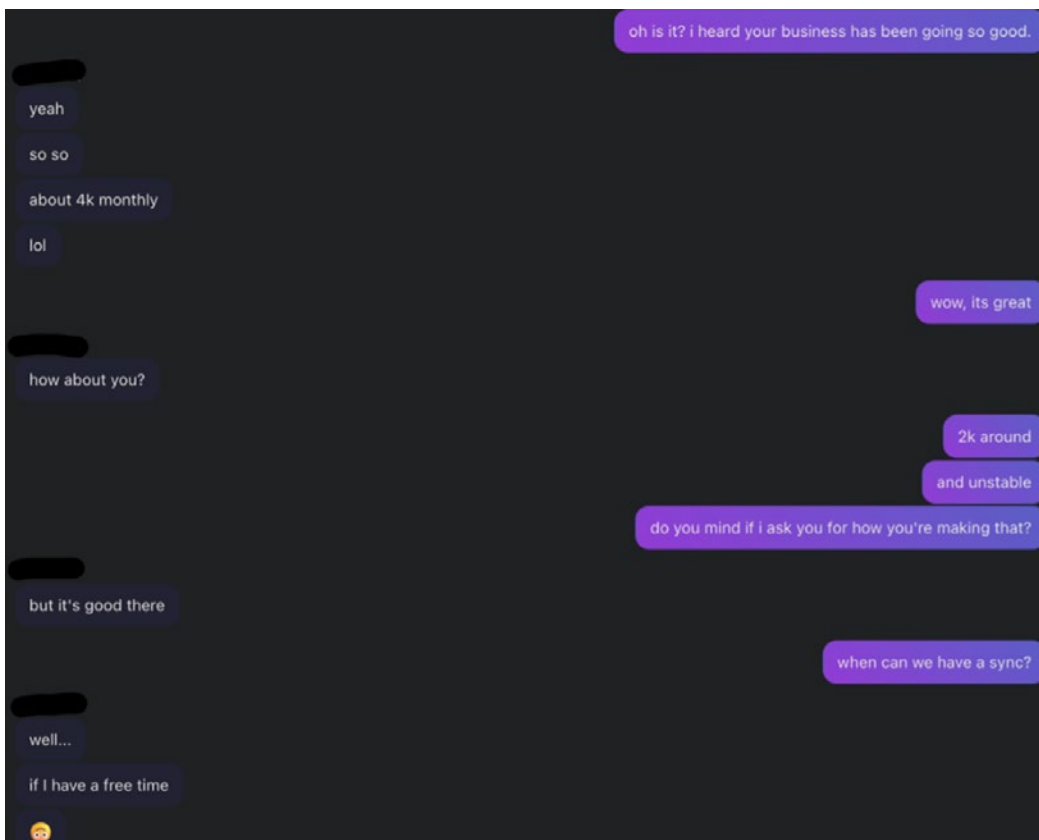 oh is it? i heard your business has been going so good.
yeah
so so
about 4k monthly
lol
wow, its great
how about you?
2k around
and unstable
do you mind if i ask you for how you're making that?
but it's good there
when can we have a sync?
well...
if I have a free time